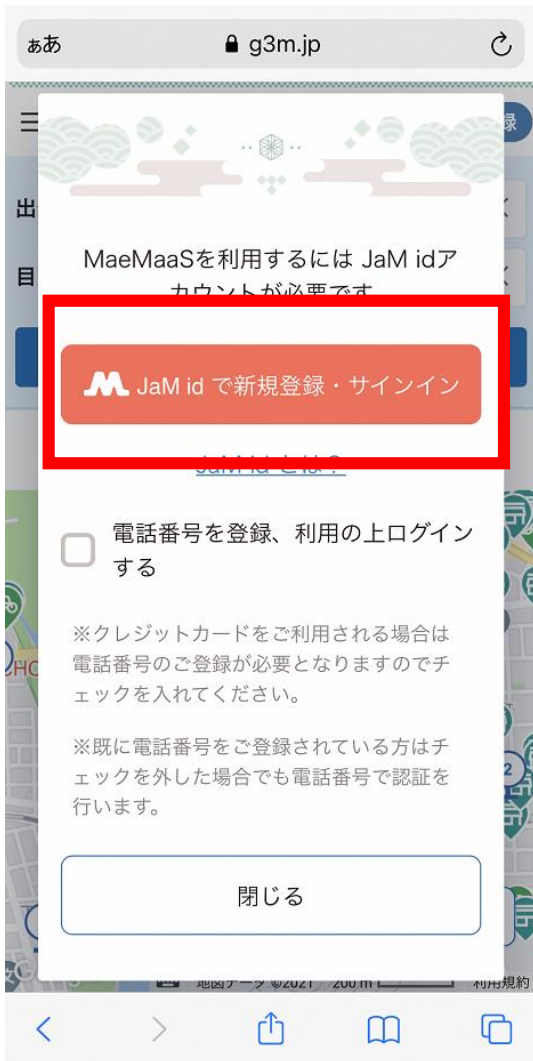 ぁあ g3m.jp
録
出
目
MaeMaaSを利用するには JaM idア
カウントが必要です
JaM id で新規登録・サインイン
JaM id とは？
電話番号を登録、利用の上ログイン
する
※クレジットカードをご利用される場合は
電話番号のご登録が必要となりますのでチ
ェックを入れてください。
※既に電話番号をご登録されている方はチ
ェックを外した場合でも電話番号で認証を
行います。
2
閉じる
地図データ ©2021 200 m 利用規約